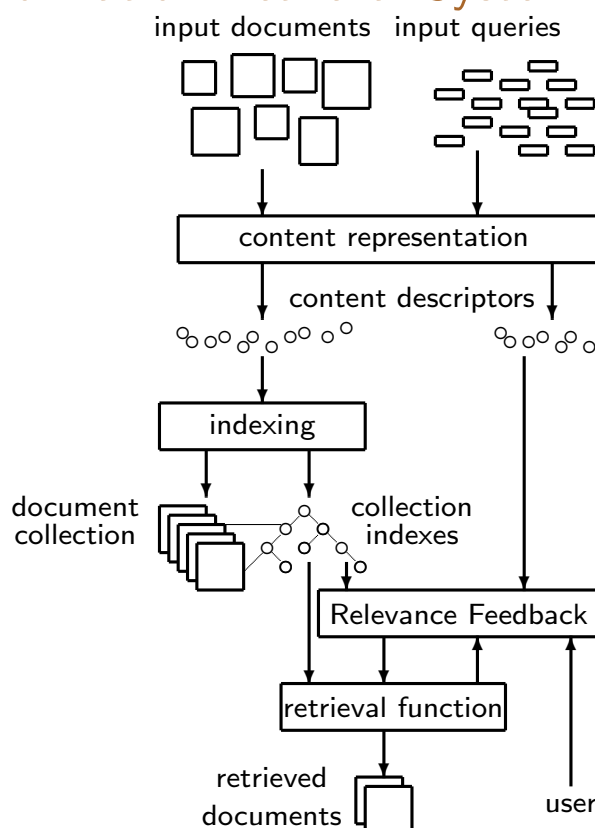 input documents input queries
content representation
content descriptors
indexing
document
collection
collection
indexes
Relevance Feedback
retrieval function
retrieved
documents
user